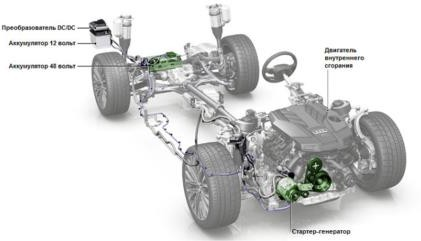 Преобразователь DC/DC
Аккумулятор 12 вольт
Аккумулятор 48 вольт
Двигатель
внутреннего
сгорания
Стартер-генератор